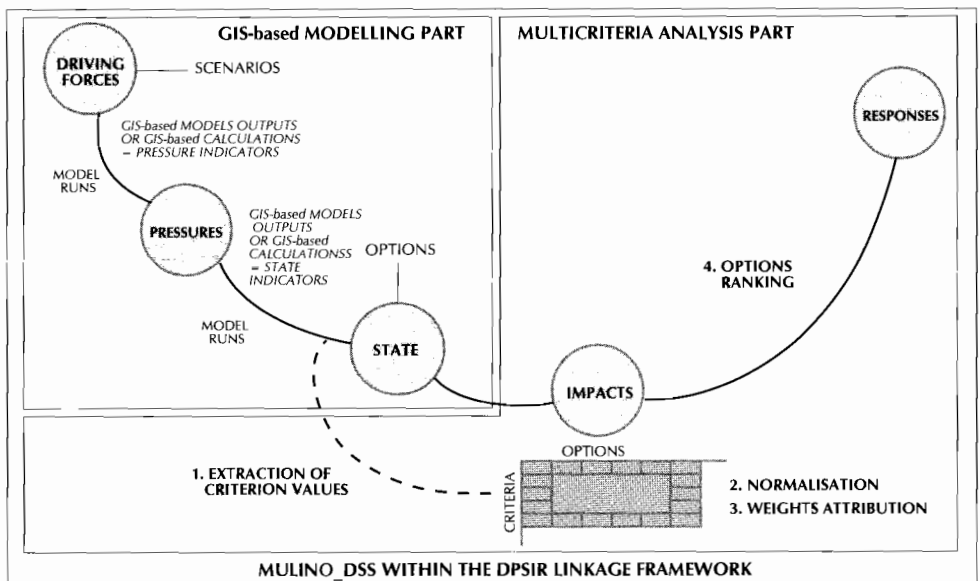 GIS-based MODELLING PART
MULTICRITERIA ANALYSIS PART
DRIVING
FORCES
SCENARIOS
RESPONSES
GIS-based MODELS OUTPUTS
OR GIS-based CALCULATIONS
– PRESSURE INDICATORS
MODEL
RUNS
PRESSURES
GIS-based MODELS
OUTPUTS
OR GIS-based
CALCULATIONSS
– STATE
INDICATORS
OPTIONS
4. OPTIONS
RANKING
MODEL
RUNS
STATE
IMPACTS
OPTIONS
1. EXTRACTION OF
CRITERION VALUES
CRITERIA
2. NORMALISATION
3. WEIGHTS ATTRIBUTION
MULINO_DSS WITHIN THE DPSIR LINKAGE FRAMEWORK